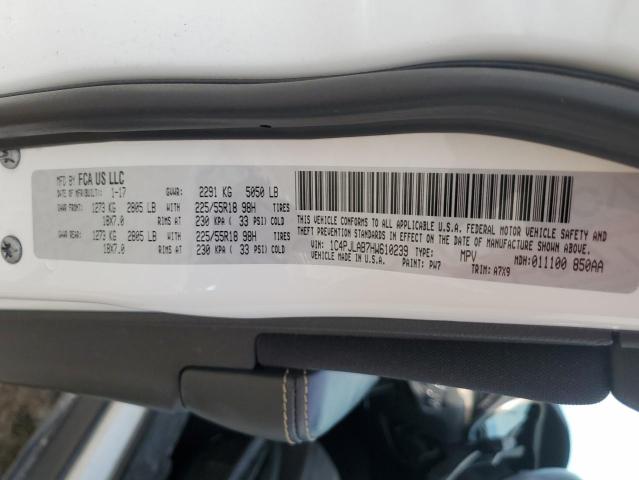 MFD BY FCA US LLC
DATE OF MFR/BUILT: 1-17 GVWR: 2291 KG 5050 LB
GAWR FRONT: 1273 KG 2805 LB WITH 225/55R18 98H TIRES
18X7.0 RIMS AT 230 KPA ( 33 PSI) COLD
GAWR REAR: 1273 KG 2805 LB WITH 225/55R18 98H TIRES
18X7.0 RIMS AT 230 KPA ( 33 PSI) COLD
THIS VEHICLE CONFORMS TO ALL APPLICABLE U.S.A. FEDERAL MOTOR VEHICLE SAFETY AND
THEFT PREVENTION STANDARDS IN EFFECT ON THE DATE OF MANUFACTURE SHOWN ABOVE.
VIN: 1C4PJLAB7HW610239 TYPE: MPV MDH: 011100 850AA
VEHICLE MADE IN U.S.A. PAINT: PW7 TRIM: A7X9